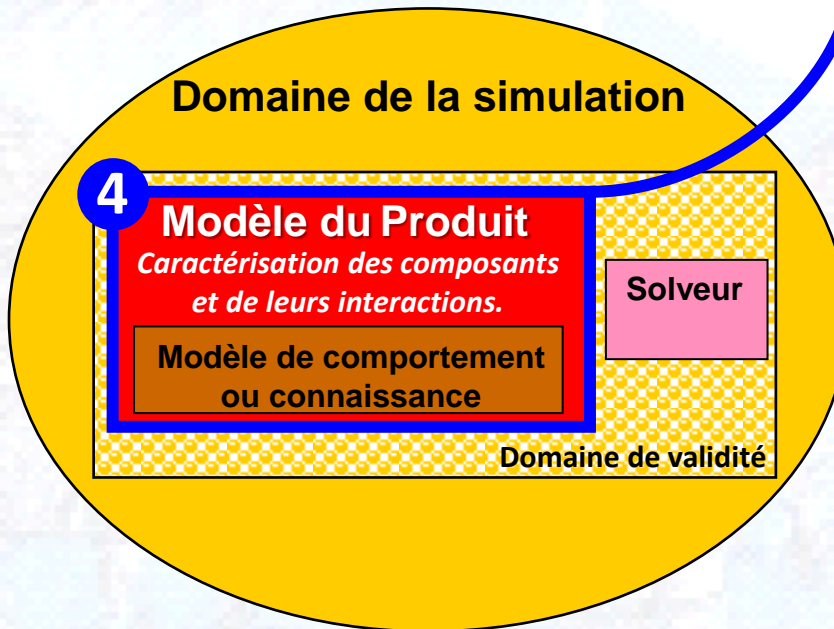 Domaine de la simulation
4
Modèle du Produit
Caractérisation des composants
et de leurs interactions.
Solveur
Modèle de comportement
ou connaissance
Domaine de validité